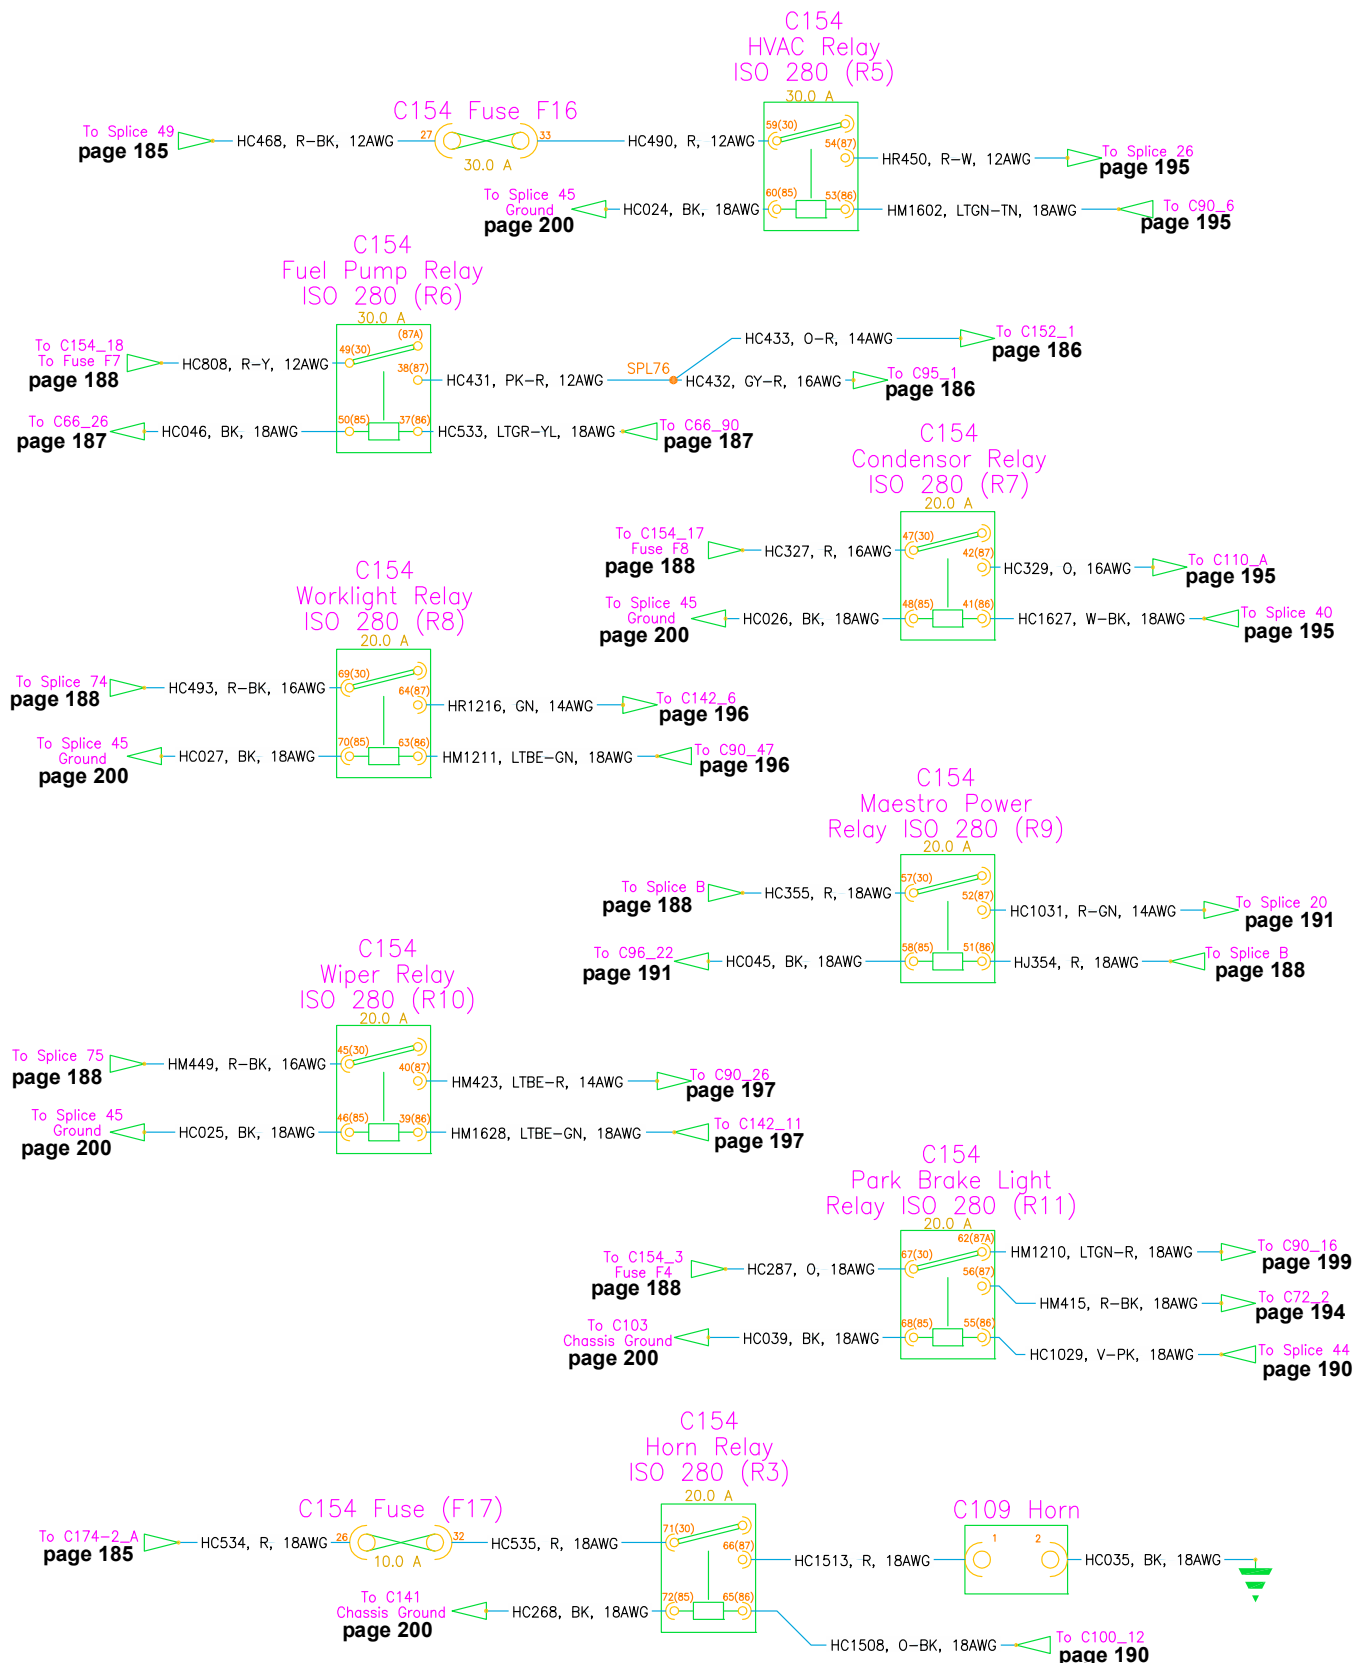 C154
HVAC Relay
ISO 280 (R5)
30.0 A
C154 Fuse F16
To Splice 49
page 185
HC468, R-BK, 12AWG
27
33
30.0 A
HC490, R, 12AWG
59(30)
54(87)
HR450, R-W, 12AWG
To Splice 26
page 195
To Splice 45
Ground
page 200
HC024, BK, 18AWG
60(85)
53(86)
HM1602, LTGN-TN, 18AWG
To C90_6
page 195
C154
Fuel Pump Relay
ISO 280 (R6)
30.0 A
To C154_18
To Fuse F7
page 188
HC808, R-Y, 12AWG
49(30)
(87A)
38(87)
HC431, PK-R, 12AWG
SPL76
HC433, O-R, 14AWG
To C152_1
page 186
HC432, GY-R, 16AWG
To C95_1
page 186
To C66_26
page 187
HC046, BK, 18AWG
50(85)
37(86)
HC533, LTGR-YL, 18AWG
To C66_90
page 187
C154
Condensor Relay
ISO 280 (R7)
20.0 A
To C154_17
Fuse F8
page 188
HC327, R, 16AWG
47(30)
42(87)
HC329, O, 16AWG
To C110_A
page 195
To Splice 45
Ground
page 200
HC026, BK, 18AWG
48(85)
41(86)
HC1627, W-BK, 18AWG
To Splice 40
page 195
C154
Worklight Relay
ISO 280 (R8)
20.0 A
To Splice 74
page 188
HC493, R-BK, 16AWG
69(30)
64(87)
HR1216, GN, 14AWG
To C142_6
page 196
To Splice 45
Ground
page 200
HC027, BK, 18AWG
70(85)
63(86)
HM1211, LTBE-GN, 18AWG
To C90_47
page 196
C154
Maestro Power
Relay ISO 280 (R9)
20.0 A
To Splice B
page 188
HC355, R, 18AWG
57(30)
52(87)
HC1031, R-GN, 14AWG
To Splice 20
page 191
To C96_22
page 191
HC045, BK, 18AWG
58(85)
51(86)
HJ354, R, 18AWG
To Splice B
page 188
C154
Wiper Relay
ISO 280 (R10)
20.0 A
To Splice 75
page 188
HM449, R-BK, 16AWG
45(30)
40(87)
HM423, LTBE-R, 14AWG
To C90_26
page 197
To Splice 45
Ground
page 200
HC025, BK, 18AWG
46(85)
39(86)
HM1628, LTBE-GN, 18AWG
To C142_11
page 197
C154
Park Brake Light
Relay ISO 280 (R11)
20.0 A
To C154_3
Fuse F4
page 188
HC287, O, 18AWG
67(30)
62(87A)
HM1210, LTGN-R, 18AWG
To C90_16
page 199
56(87)
HM415, R-BK, 18AWG
To C72_2
page 194
To C103
Chassis Ground
page 200
HC039, BK, 18AWG
68(85)
55(86)
HC1029, V-PK, 18AWG
To Splice 44
page 190
C154
Horn Relay
ISO 280 (R3)
20.0 A
C154 Fuse (F17)
C109 Horn
To C174-2_A
page 185
HC534, R, 18AWG
26
32
10.0 A
HC535, R, 18AWG
71(30)
66(87)
HC1513, R, 18AWG
1
2
HC035, BK, 18AWG
To C141
Chassis Ground
page 200
HC268, BK, 18AWG
72(85)
65(86)
HC1508, O-BK, 18AWG
To C100_12
page 190